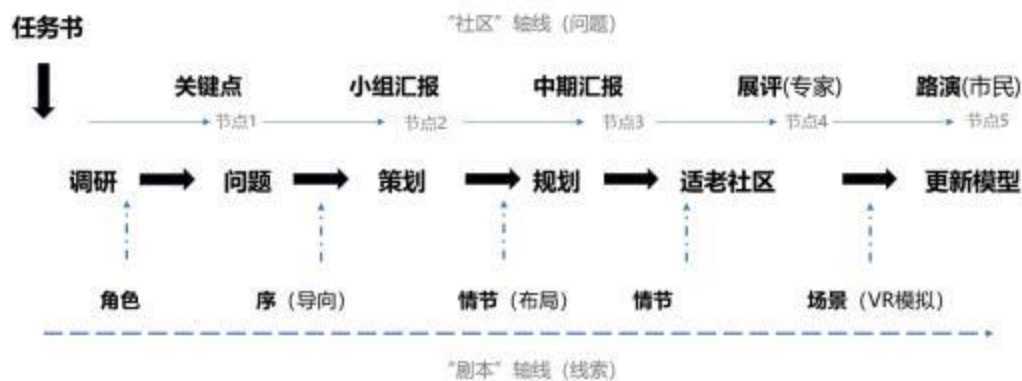 "社区"轴线(问题)
任务书
关键点 小组汇报 中期汇报 展评(专家) 路演(市民)
节点1 节点2 节点3 节点4 节点5
调研 问题 策划 规划 适老社区 更新模型
角色 序(导向) 情节(布局) 情节 场景(VR模拟)
"剧本"轴线(线索)